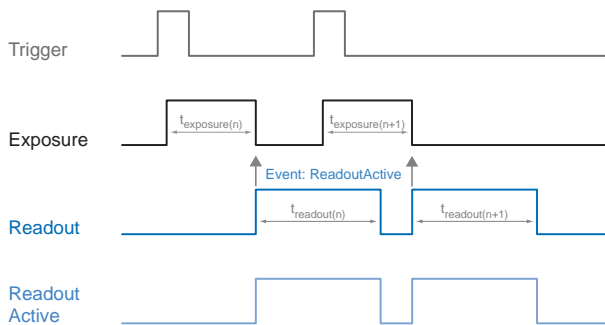 Trigger
Exposure
texposure(n)
texposure(n+1)
Event: ReadoutActive
Readout
treadout(n)
treadout(n+1)
Readout
Active